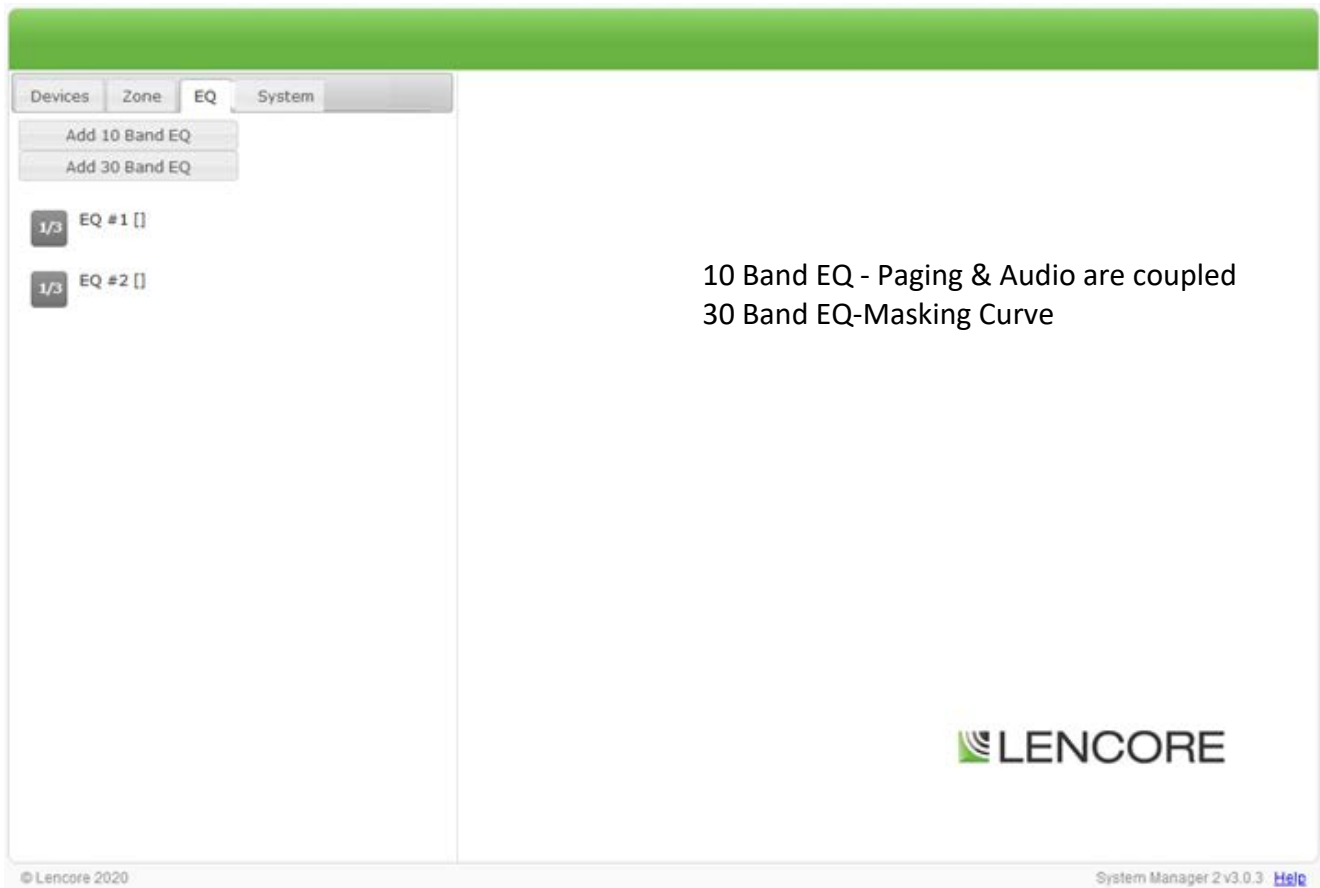 Devices Zone EQ System
Add 10 Band EQ
Add 30 Band EQ
1/3 EQ #1 []
1/3 EQ #2 []
10 Band EQ - Paging & Audio are coupled
30 Band EQ-Masking Curve
LENCORE
© Lencore 2020 System Manager 2 v3.0.3 Help